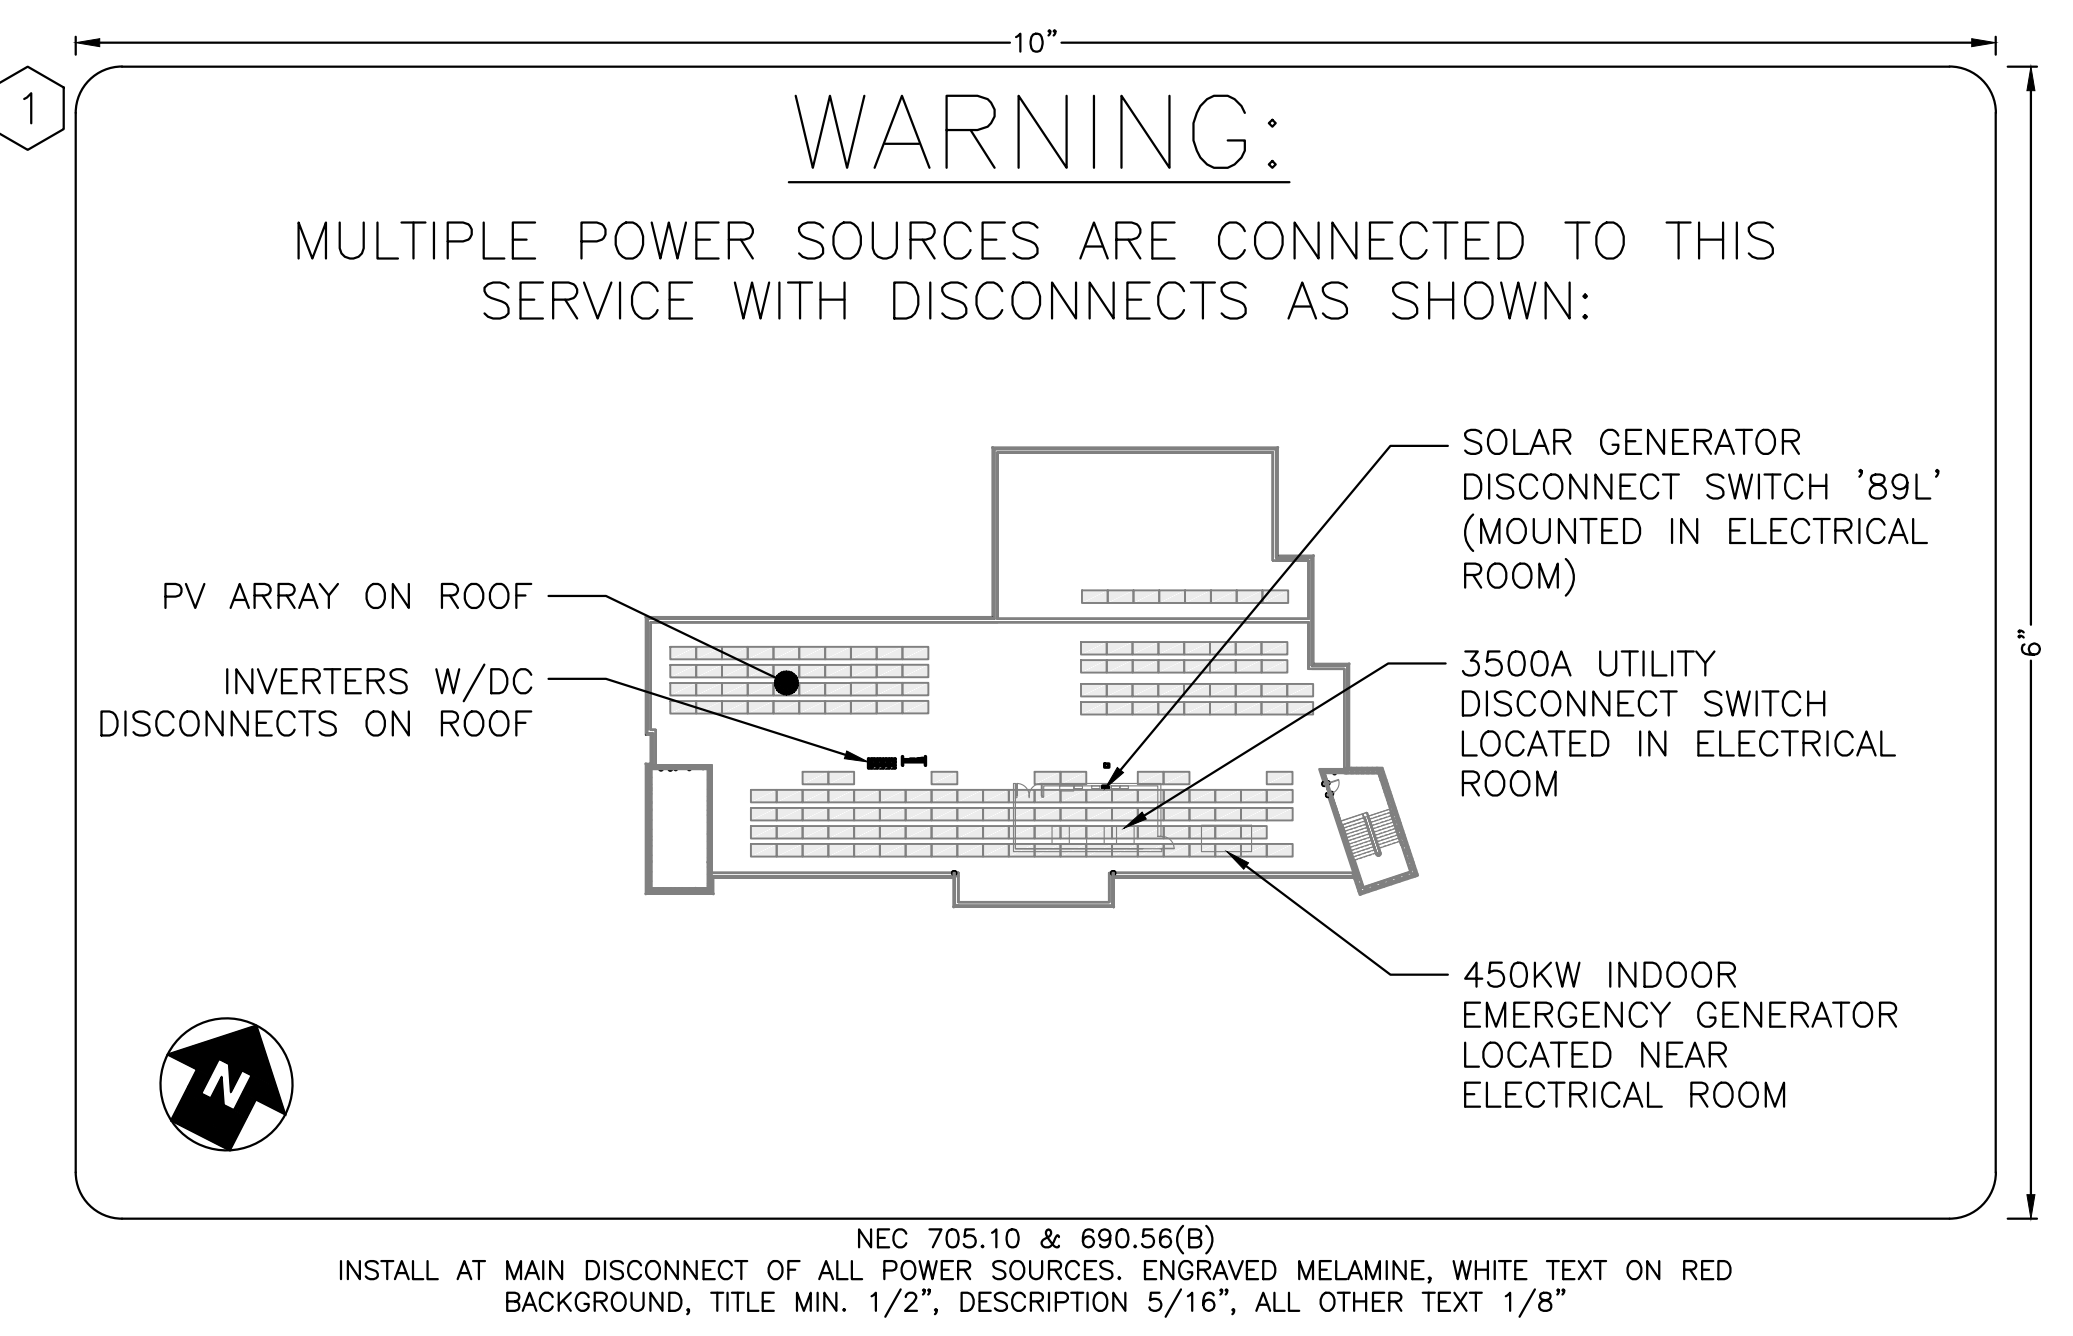 10”
1
WARNING:
MULTIPLE POWER SOURCES ARE CONNECTED TO THIS
SERVICE WITH DISCONNECTS AS SHOWN:
SOLAR GENERATOR
DISCONNECT SWITCH '89L'
(MOUNTED IN ELECTRICAL
ROOM)
PV ARRAY ON ROOF
INVERTERS W/DC
DISCONNECTS ON ROOF
3500A UTILITY
DISCONNECT SWITCH
LOCATED IN ELECTRICAL
ROOM
6”
450KW INDOOR
EMERGENCY GENERATOR
LOCATED NEAR
ELECTRICAL ROOM
N
NEC 705.10 & 690.56(B)
INSTALL AT MAIN DISCONNECT OF ALL POWER SOURCES. ENGRAVED MELAMINE, WHITE TEXT ON RED
BACKGROUND, TITLE MIN. 1/2”, DESCRIPTION 5/16”, ALL OTHER TEXT 1/8”